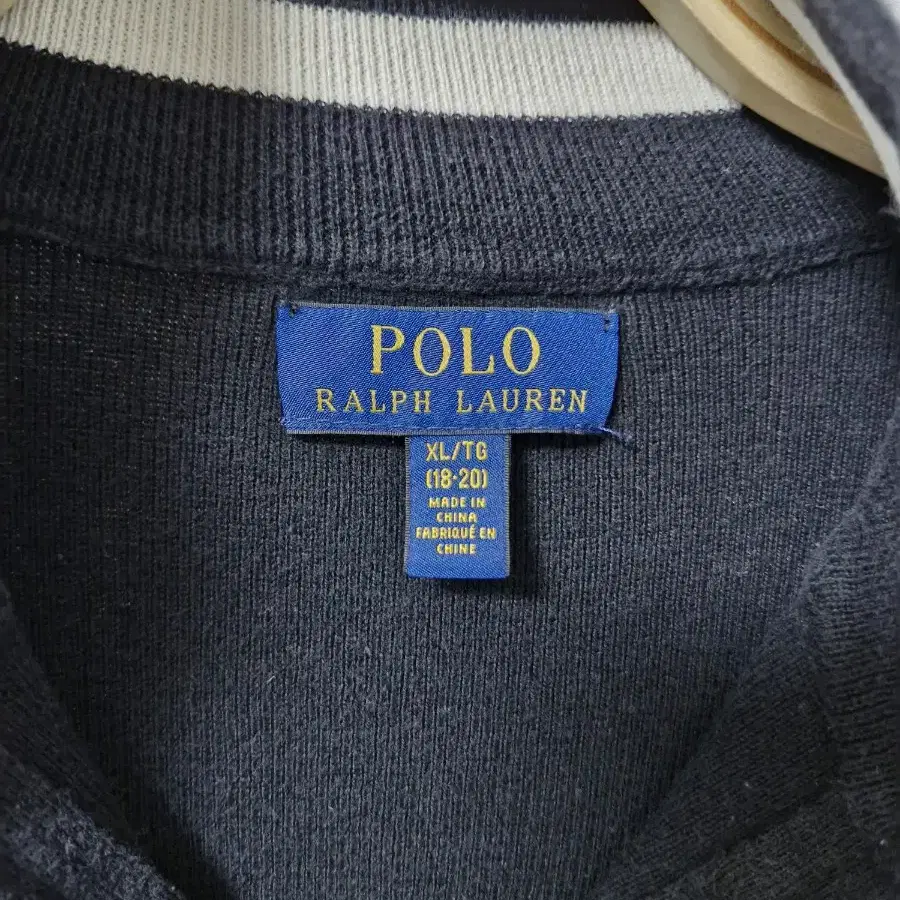 POLO
RALPH LAUREN
XL/TG
(18-20)
MADE IN
CHINA
FABRIQUÉ EN
CHINE